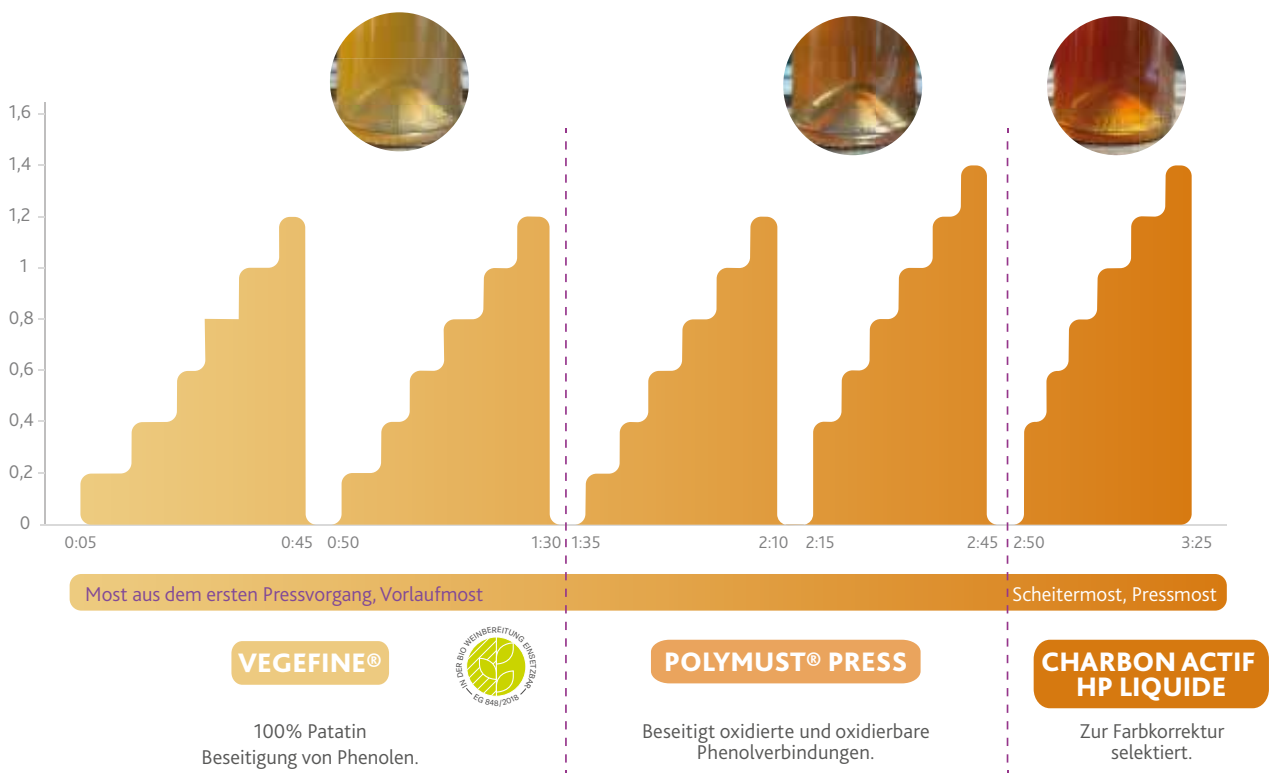 1,6
1,4
1,2
1
0,8
0,6
0,4
0,2
0
0:05 0:45 0:50 1:30 1:35 2:10 2:15 2:45 2:50 3:25
Most aus dem ersten Pressvorgang, Vorlaufmost
Scheitermost, Pressmost
VEGEFINE®
IN DER BIO WEINBEREITUNG EINSETZBAR
EG 848/2018
100% Patatin
Beseitigung von Phenolen.
POLYMUST® PRESS
Beseitigt oxidierte und oxidierbare
Phenolverbindungen.
CHARBON ACTIF
HP LIQUIDE
Zur Farbkorrektur
selektiert.